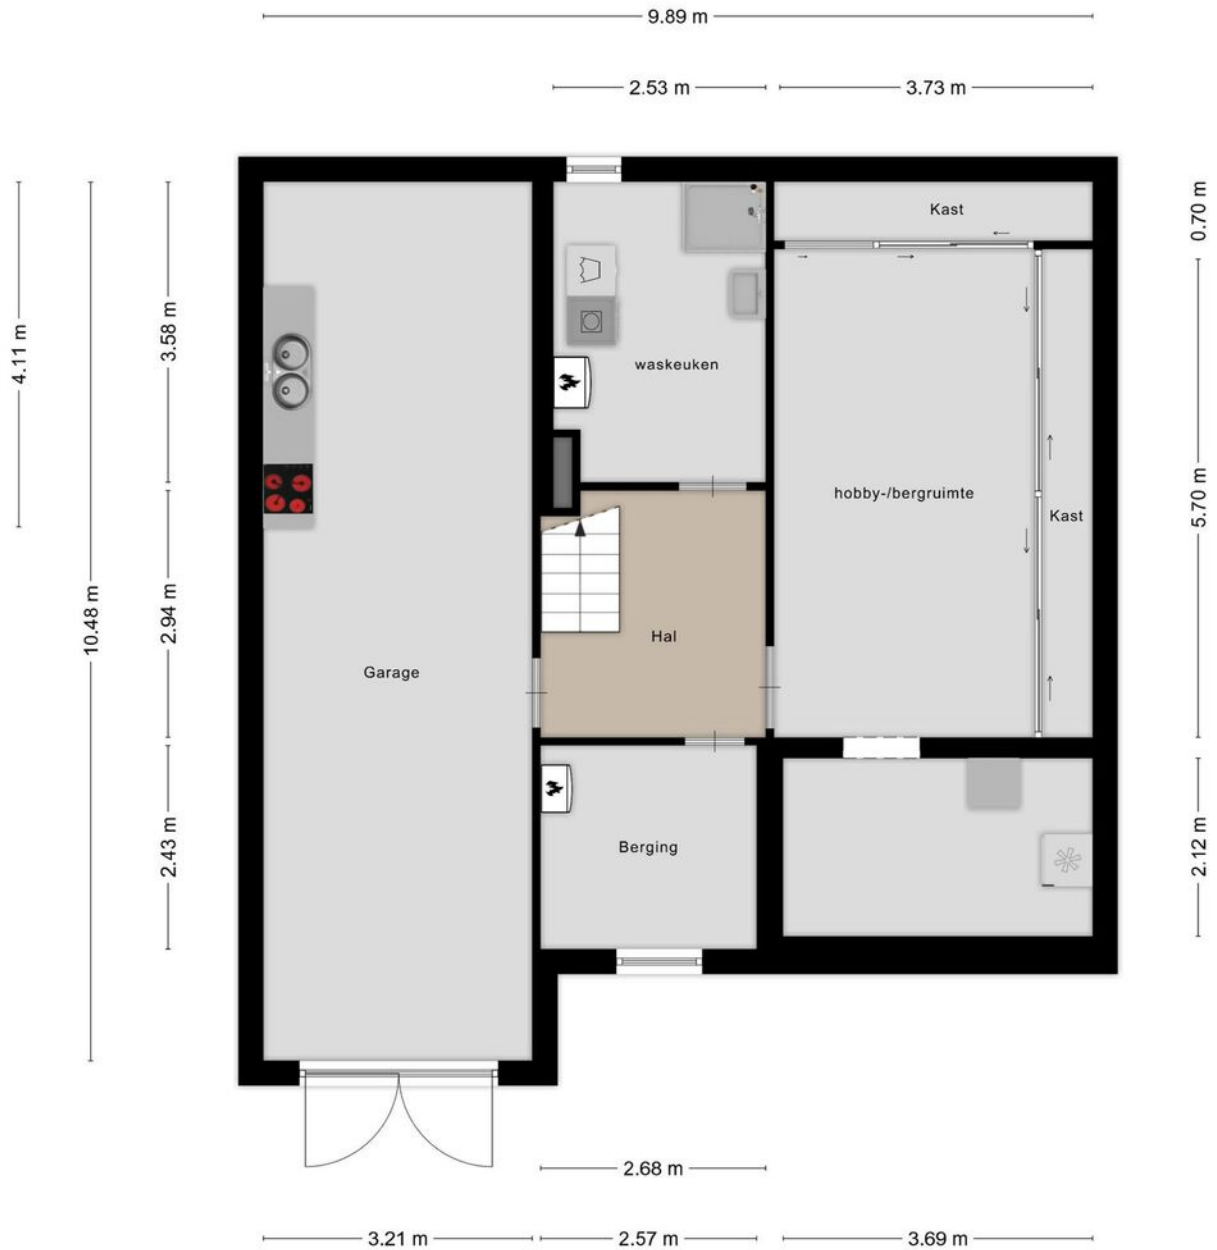 9.89 m
2.53 m
3.73 m
Kast
0.70 m
3.58 m
4.11 m
waskeuken
hobby-/bergruimte
5.70 m
Kast
10.48 m
2.94 m
Hal
Garage
2.43 m
Berging
2.12 m
2.68 m
3.21 m
2.57 m
3.69 m